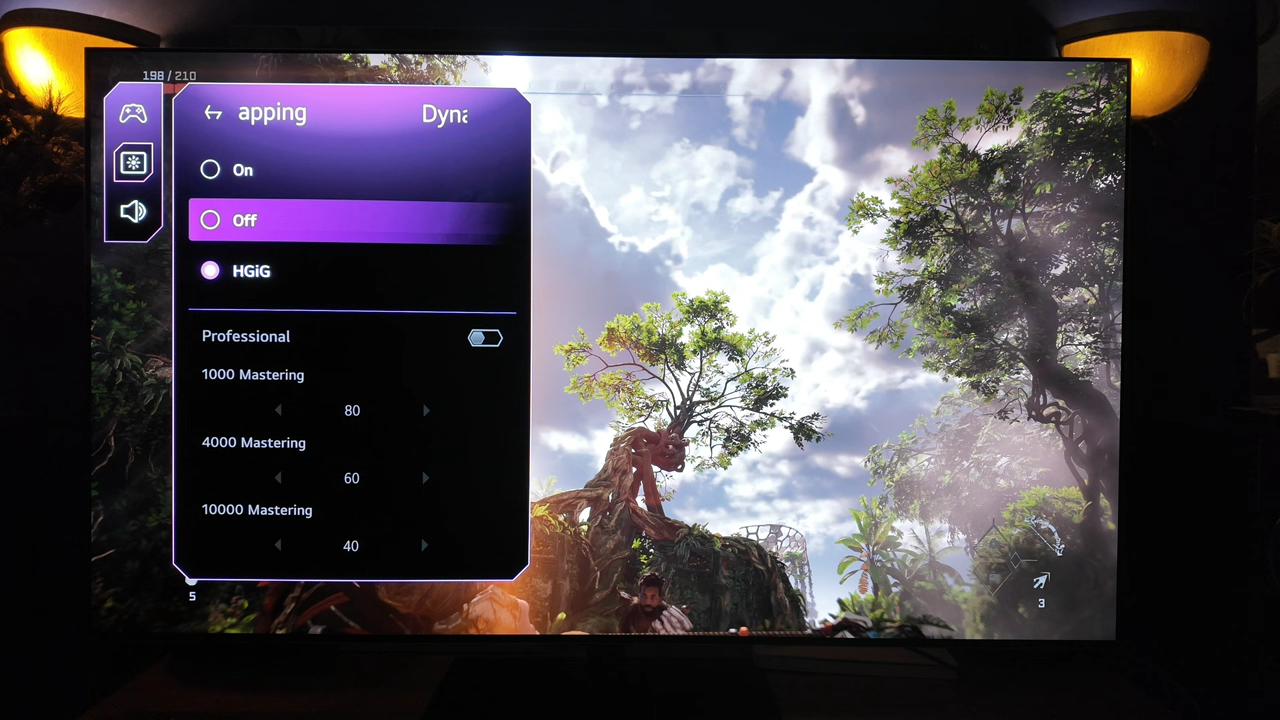 198 / 210
apping Dyna
On
Off
HGiG
Professional
1000 Mastering
80
4000 Mastering
60
10000 Mastering
40
5
3